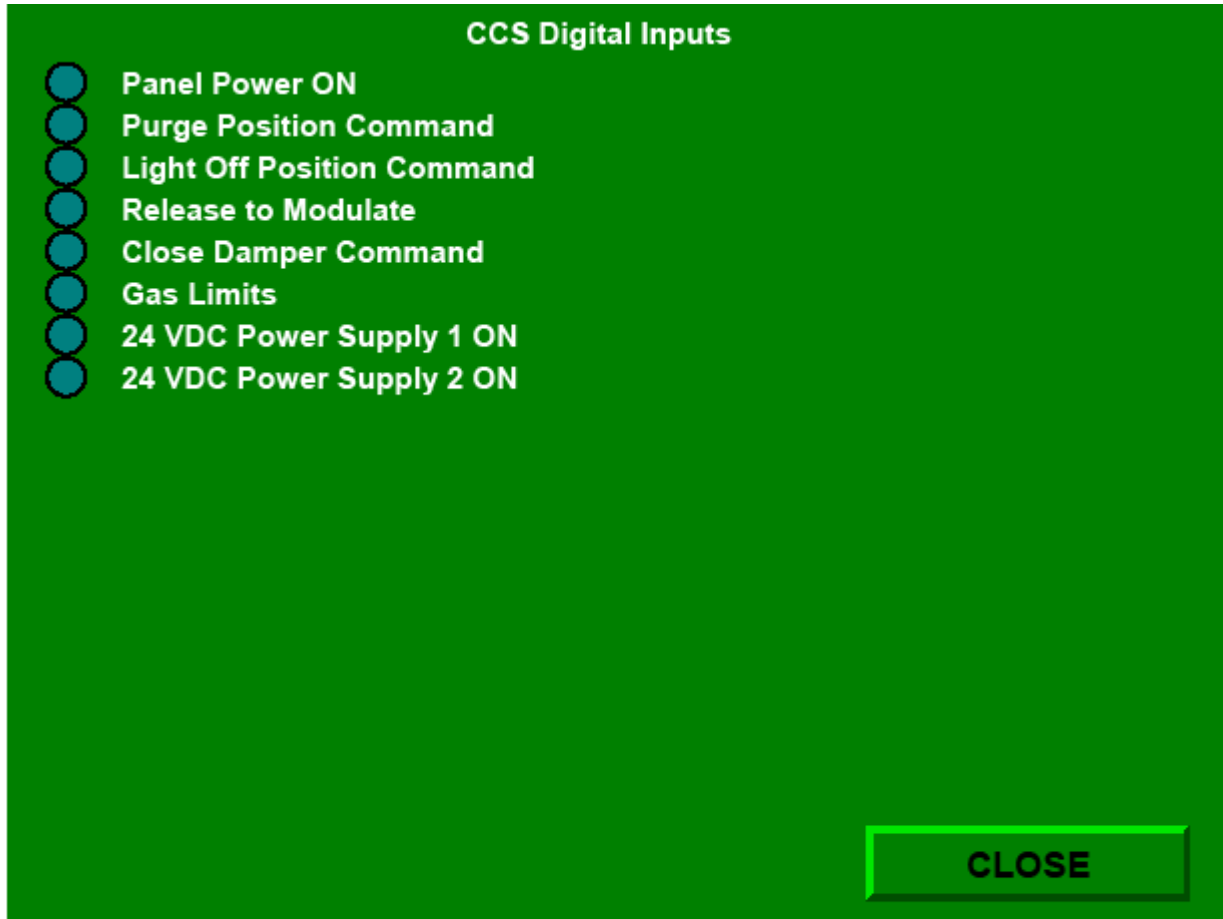 CCS Digital Inputs
Panel Power ON
Purge Position Command
Light Off Position Command
Release to Modulate
Close Damper Command
Gas Limits
24 VDC Power Supply 1 ON
24 VDC Power Supply 2 ON
CLOSE